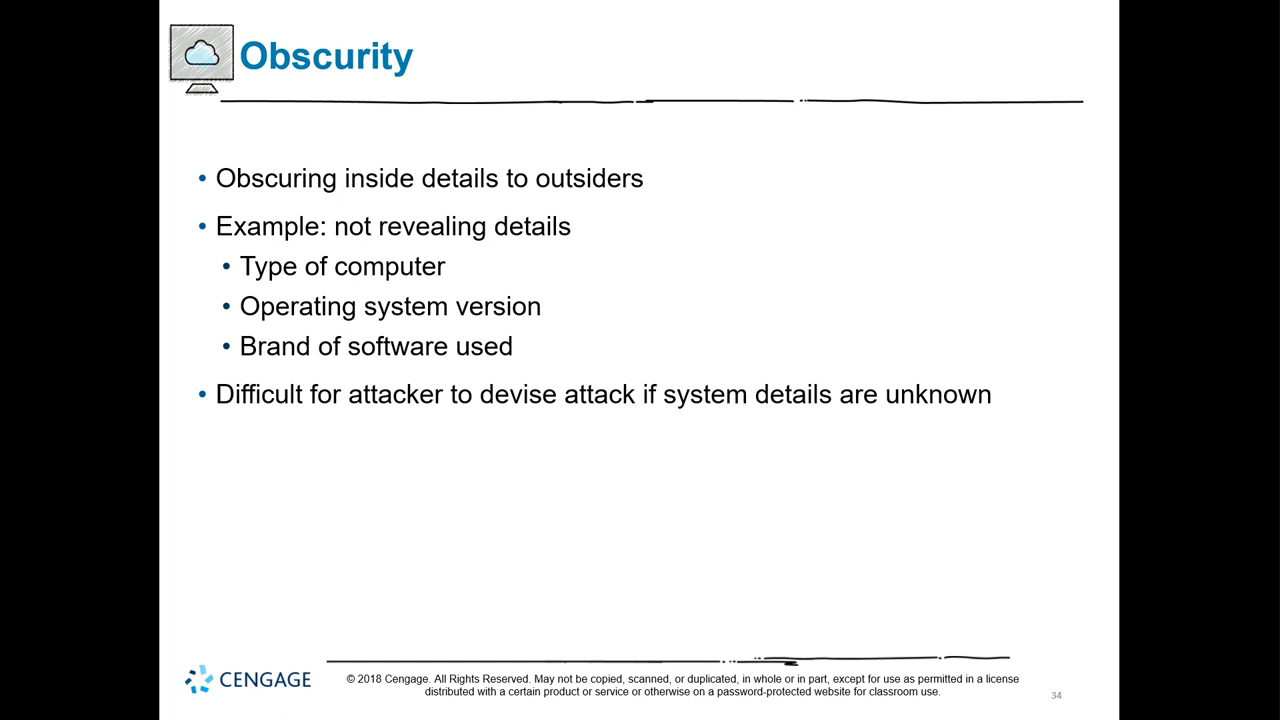 Obscurity
• Obscuring inside details to outsiders
• Example: not revealing details
• Type of computer
• Operating system version
• Brand of software used
• Difficult for attacker to devise attack if system details are unknown
CENGAGE
© 2018 Cengage. All Rights Reserved. May not be copied, scanned, or duplicated, in whole or in part, except for use as permitted in a license
distributed with a certain product or service or otherwise on a password-protected website for classroom use.
34